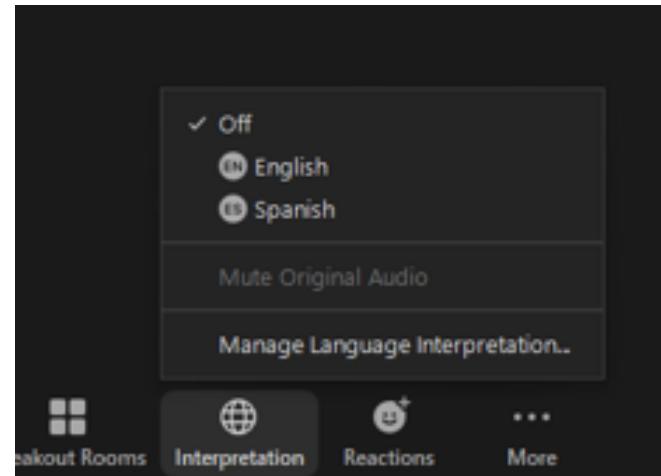 Off
EN English
ES Spanish
Mute Original Audio
Manage Language Interpretation...
eakout Rooms Interpretation Reactions More